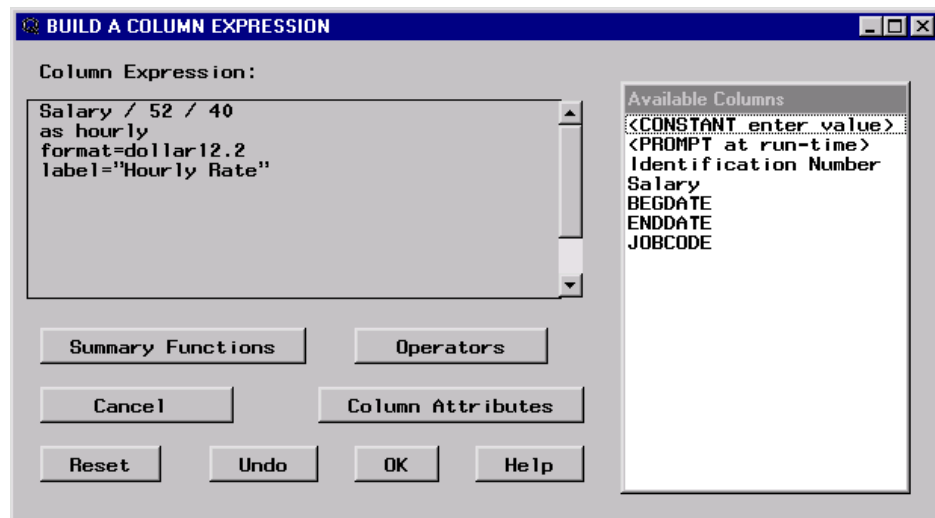 BUILD A COLUMN EXPRESSION
Column Expression:
Salary / 52 / 40
as hourly
format=dollar12.2
label="Hourly Rate"
Available Columns
<CONSTANT enter value>
<PROMPT at run-time>
Identification Number
Salary
BEGDATE
ENDDATE
JOBCODE
Summary Functions
Operators
Cancel
Column Attributes
Reset
Undo
OK
Help